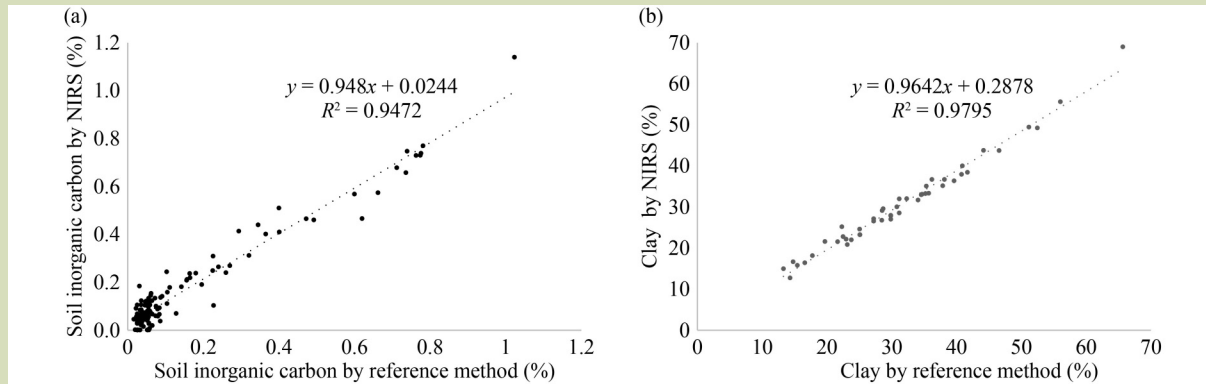 (a)
Soil inorganic carbon by NIRS (%)
1.2
1.0
0.8
0.6
0.4
0.2
0.0
y = 0.948x + 0.0244
R² = 0.9472
0 0.2 0.4 0.6 0.8 1 1.2
Soil inorganic carbon by reference method (%)
(b)
Clay by NIRS (%)
70
60
50
40
30
20
10
0
y = 0.9642x + 0.2878
R² = 0.9795
0 10 20 30 40 50 60 70
Clay by reference method (%)